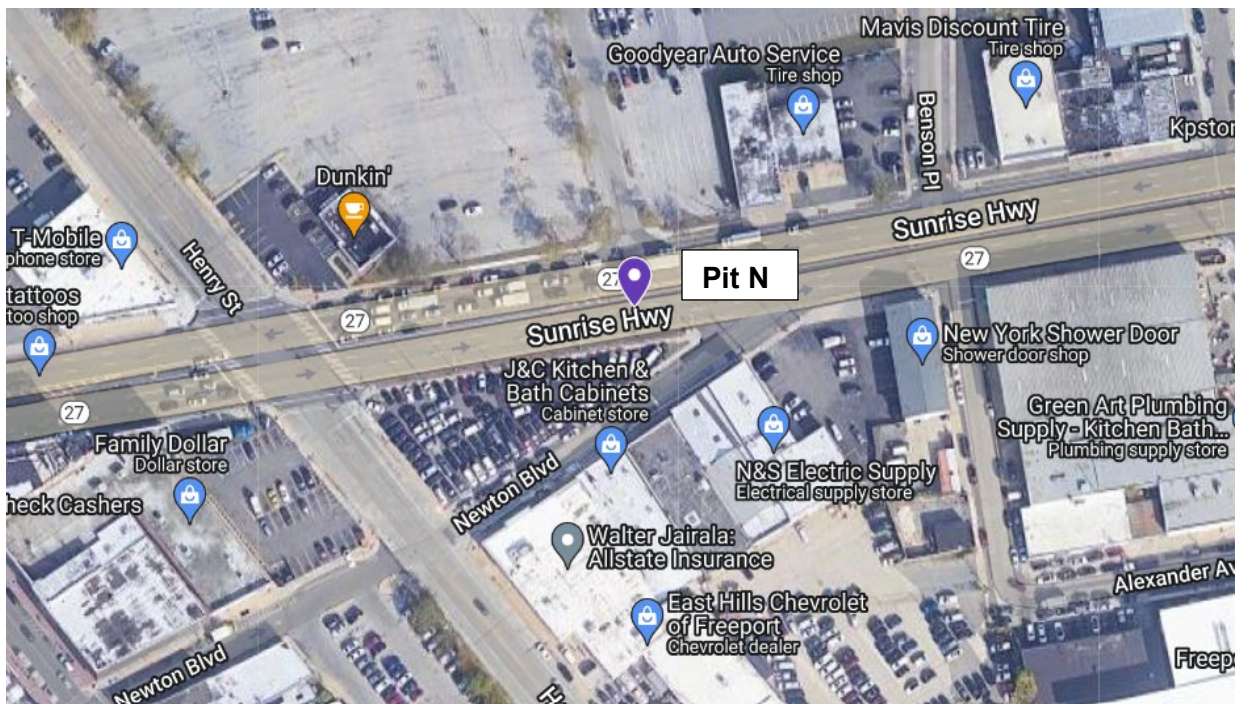 Mavis Discount Tire
Tire shop
Goodyear Auto Service
Tire shop
Benson Pl
Kpstor
Dunkin'
T-Mobile
phone store
Henry St
Sunrise Hwy
27
27
Pit N
tattoos
too shop
27
Sunrise Hwy
New York Shower Door
Shower door shop
J&C Kitchen &
Bath Cabinets
Cabinet store
27
Green Art Plumbing
Supply - Kitchen Bath...
Plumbing supply store
Family Dollar
Dollar store
N&S Electric Supply
Electrical supply store
heck Cashers
Newton Blvd
Walter Jairala:
Allstate Insurance
Alexander Av
East Hills Chevrolet
of Freeport
Chevrolet dealer
Newton Blvd
Freep
H